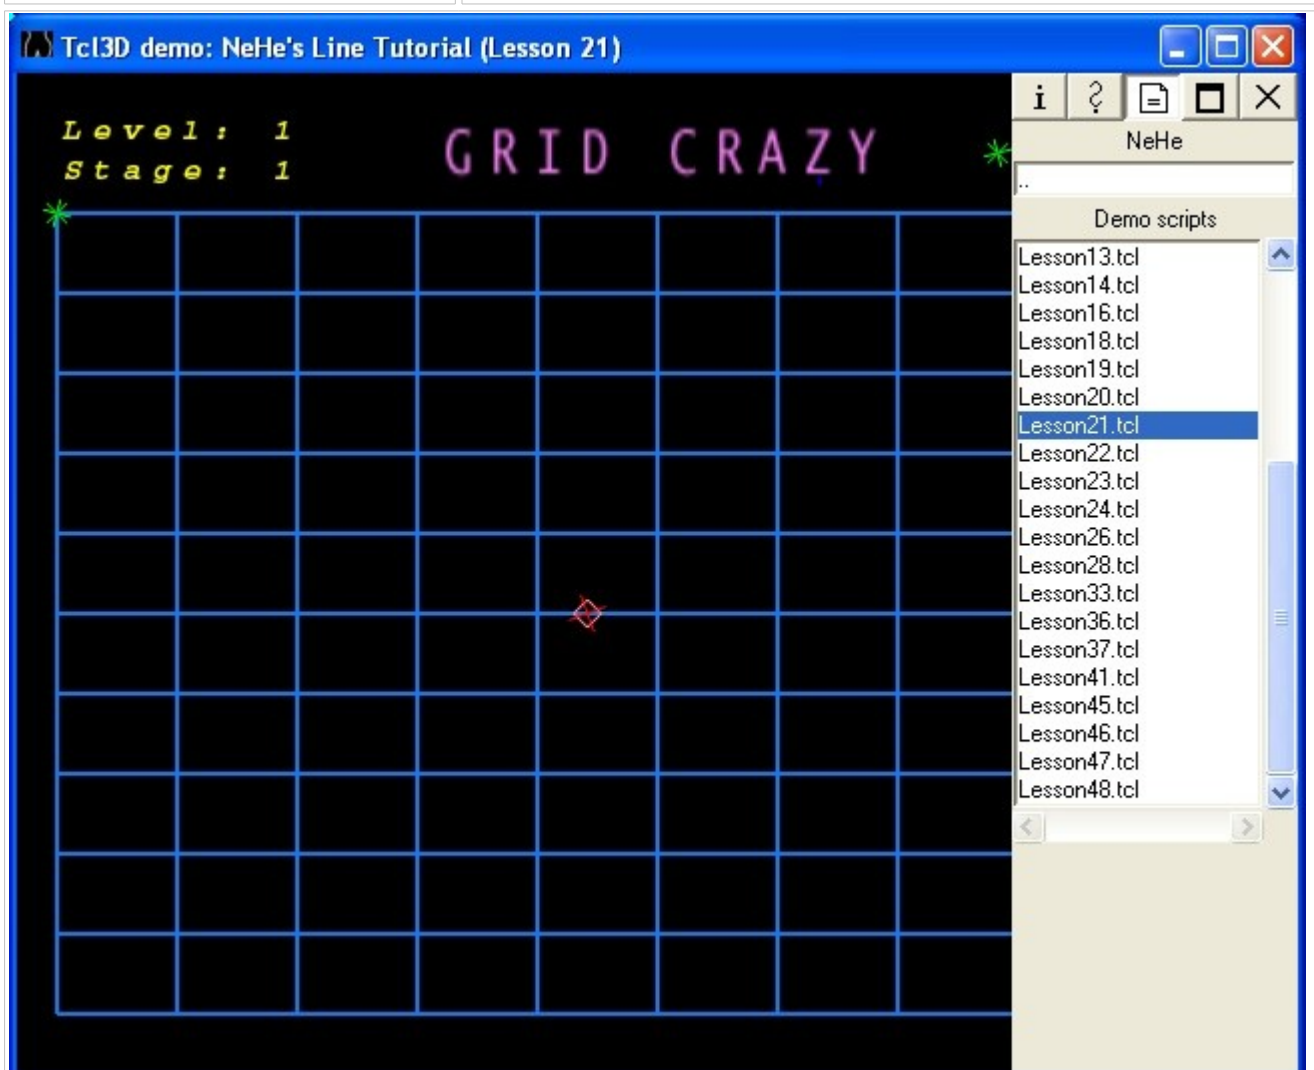 Tcl3D demo: NeHe's Line Tutorial (Lesson 21)
Level: 1
Stage: 1
GRID CRAZY
NeHe
..
Demo scripts
Lesson13.tcl
Lesson14.tcl
Lesson16.tcl
Lesson18.tcl
Lesson19.tcl
Lesson20.tcl
Lesson21.tcl
Lesson22.tcl
Lesson23.tcl
Lesson24.tcl
Lesson26.tcl
Lesson28.tcl
Lesson33.tcl
Lesson36.tcl
Lesson37.tcl
Lesson41.tcl
Lesson45.tcl
Lesson46.tcl
Lesson47.tcl
Lesson48.tcl